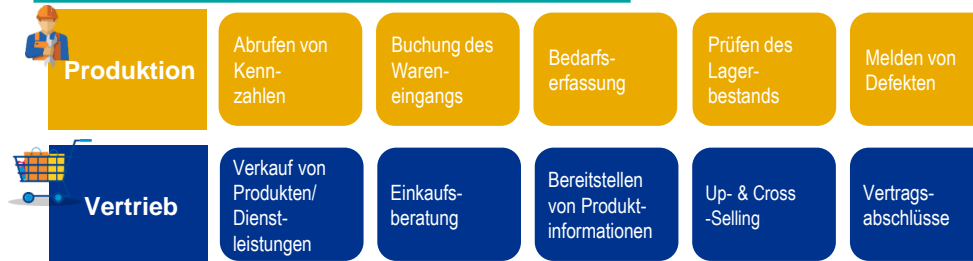 Produktion
Abrufen von
Kenn-
zahlen
Buchung des
Waren-
eingangs
Bedarfs-
erfassung
Prüfen des
Lager-
bestands
Melden von
Defekten
Vertrieb
Verkauf von
Produkten/
Dienst-
leistungen
Einkaufs-
beratung
Bereitstellen
von Produkt-
informationen
Up- & Cross
-Selling
Vertrags-
abschlüsse